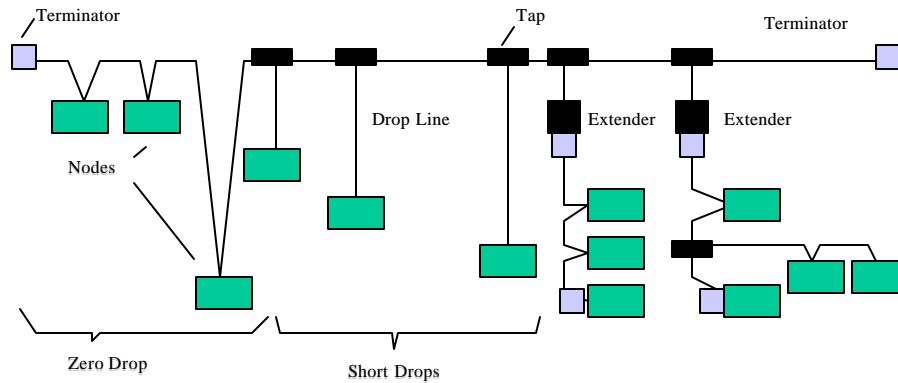 Terminator
Tap
Terminator
Drop Line
Extender
Extender
Nodes
Zero Drop
Short Drops